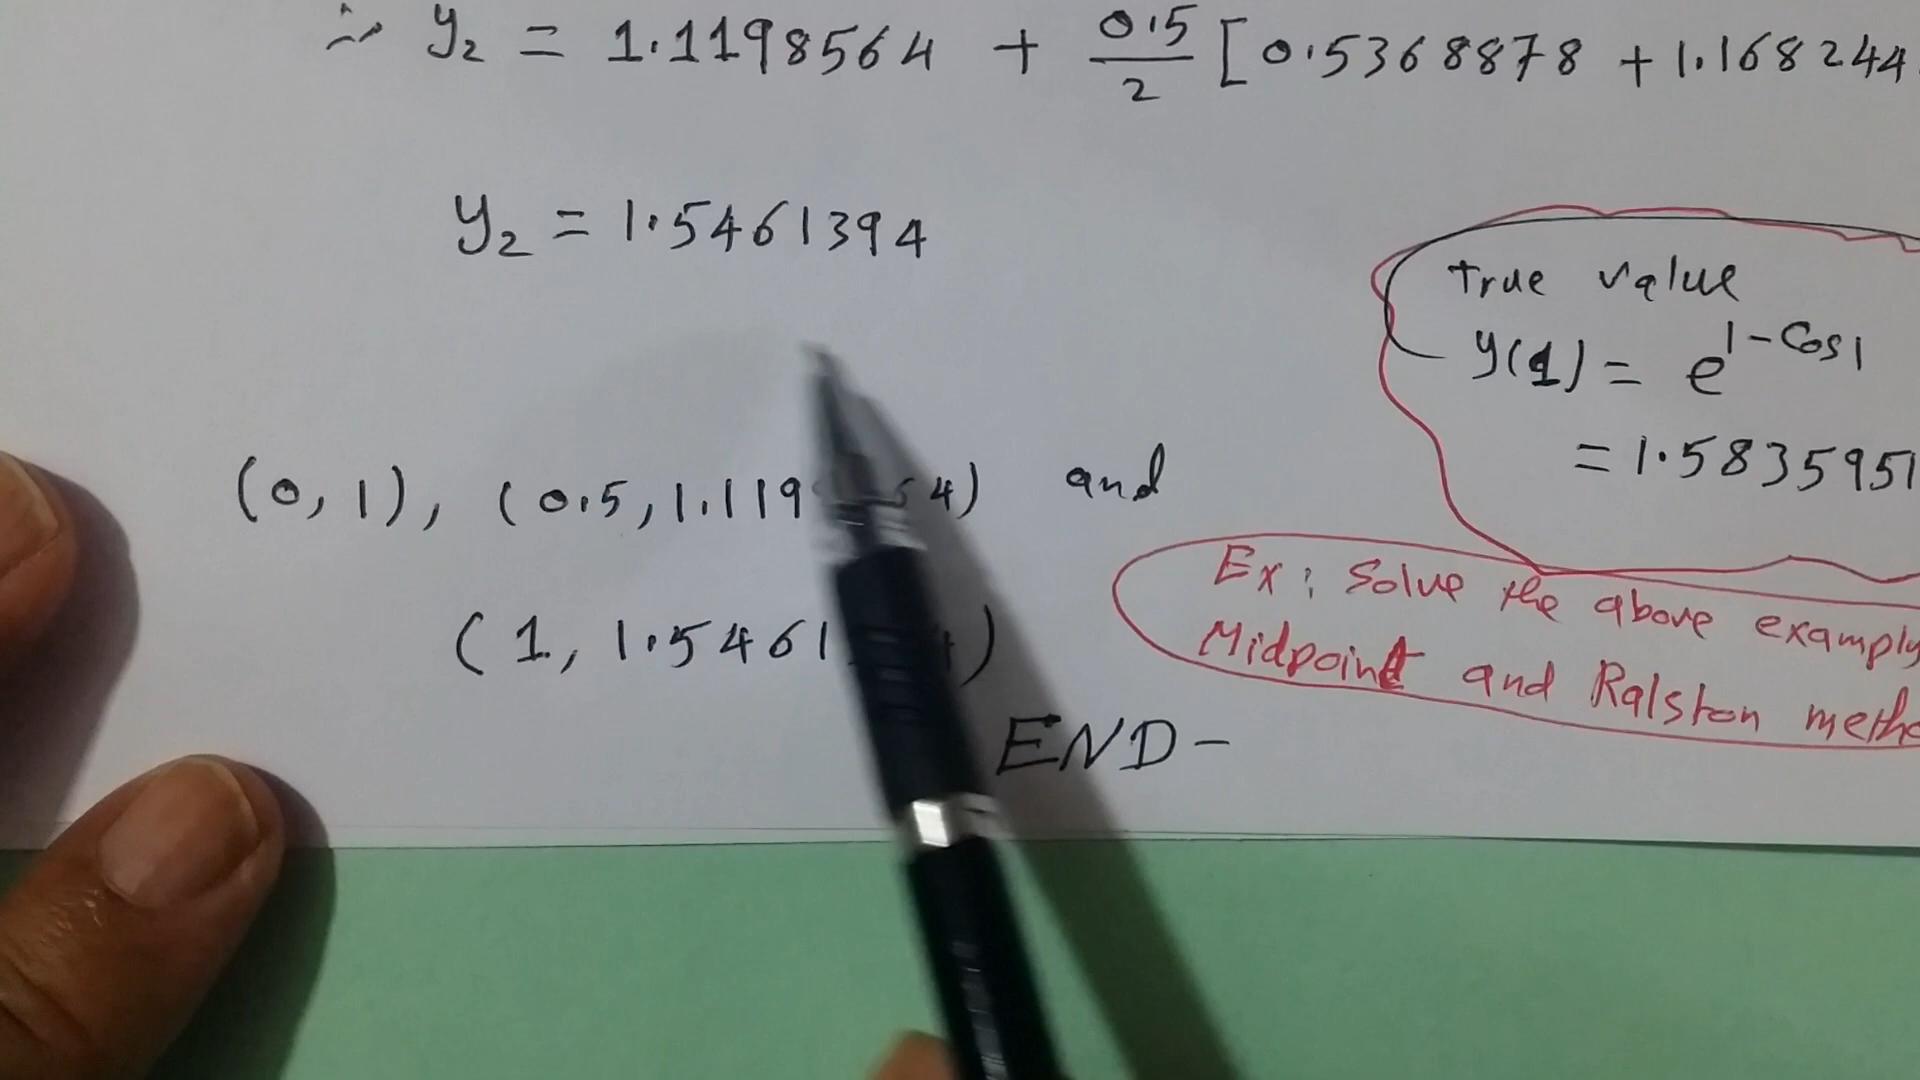 ∴ y₂ = 1.1198564 + 0.5/2 [0.5368878 + 1.168244
y₂ = 1.5461394
True value
y(1) = e^1-Cos1
= 1.5835951
(0, 1), (0.5, 1.119 4) and
(1, 1.5461 )
Ex: Solve the above
Midpoint and Ralston
END-